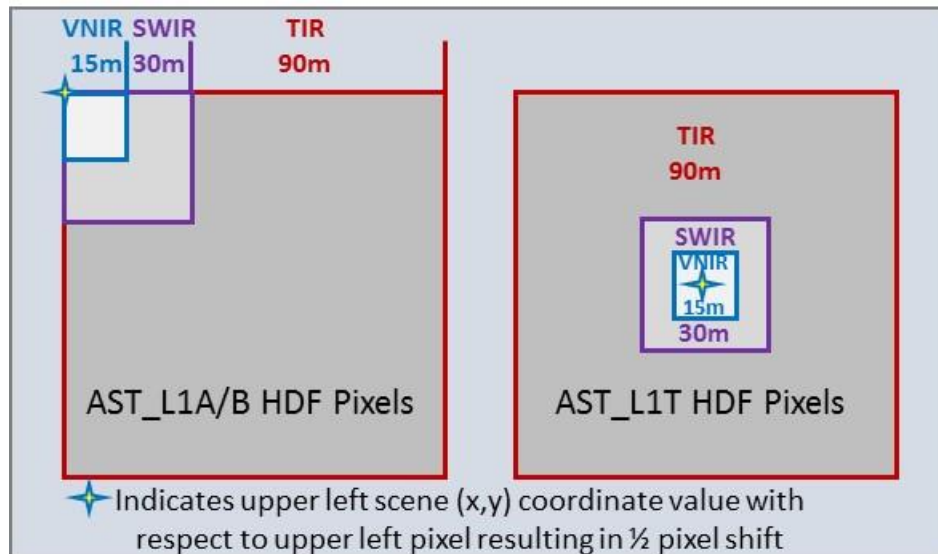 VNIR SWIR TIR
15m 30m 90m
TIR
90m
SWIR
VNIR
15m
30m
AST_L1A/B HDF Pixels
AST_L1T HDF Pixels
Indicates upper left scene (x,y) coordinate value with
respect to upper left pixel resulting in ½ pixel shift